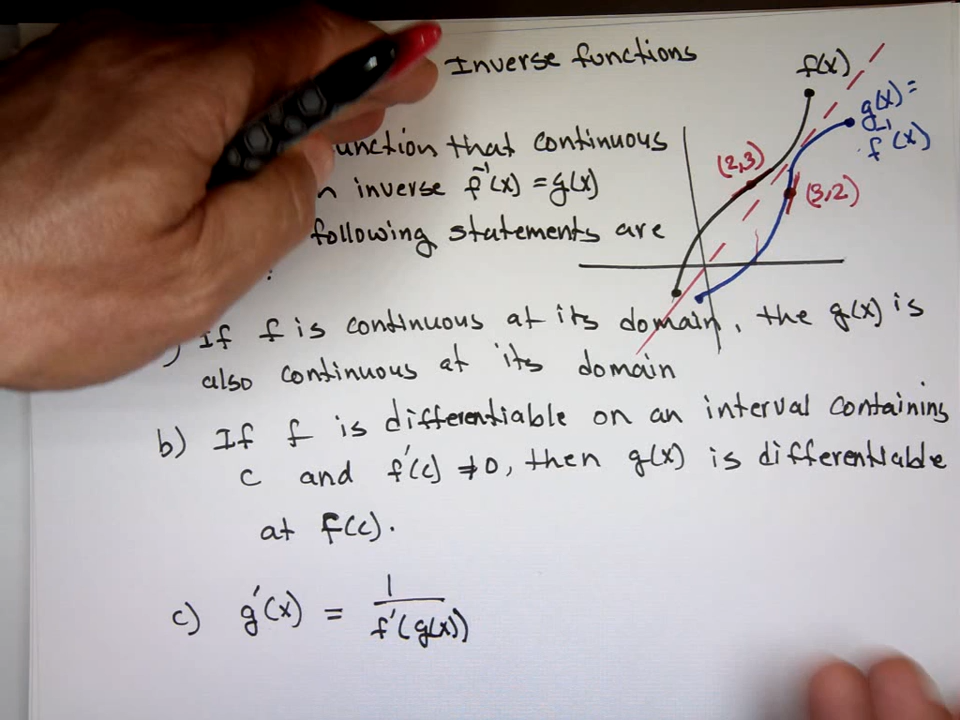 Inverse functions
unction that continuous
n inverse f⁻¹(x) = g(x)
following statements are
:
) If f is continuous at its domain, the g(x) is
also continuous at its domain
b) If f is differentiable on an interval containing
c and f'(c) ≠ 0, then g(x) is differentiable
at f(c).
c) g'(x) = 1 / f'(g(x))
f(x)
g(x) =
f⁻¹(x)
(2,3)
(3,2)